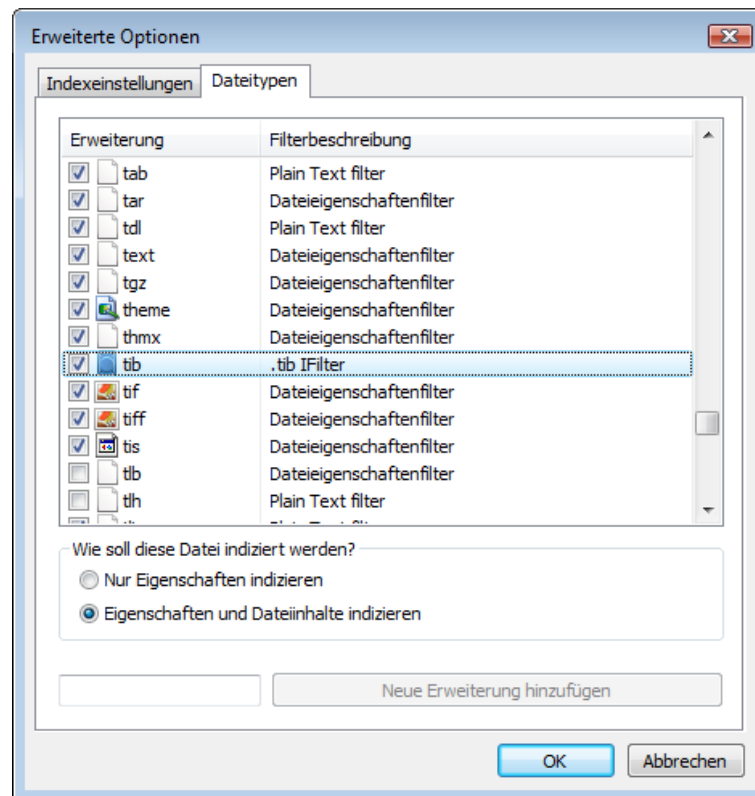 Erweiterte Optionen
Indexeinstellungen Dateitypen
Erweiterung Filterbeschreibung
tab Plain Text filter
tar Dateieigenschaftenfilter
tdl Plain Text filter
text Dateieigenschaftenfilter
tgz Dateieigenschaftenfilter
theme Dateieigenschaftenfilter
thmx Dateieigenschaftenfilter
tib .tib IFilter
tif Dateieigenschaftenfilter
tiff Dateieigenschaftenfilter
tis Dateieigenschaftenfilter
tlb Dateieigenschaftenfilter
tlh Plain Text filter
Wie soll diese Datei indiziert werden?
Nur Eigenschaften indizieren
Eigenschaften und Dateiinhalte indizieren
Neue Erweiterung hinzufügen
OK Abbrechen